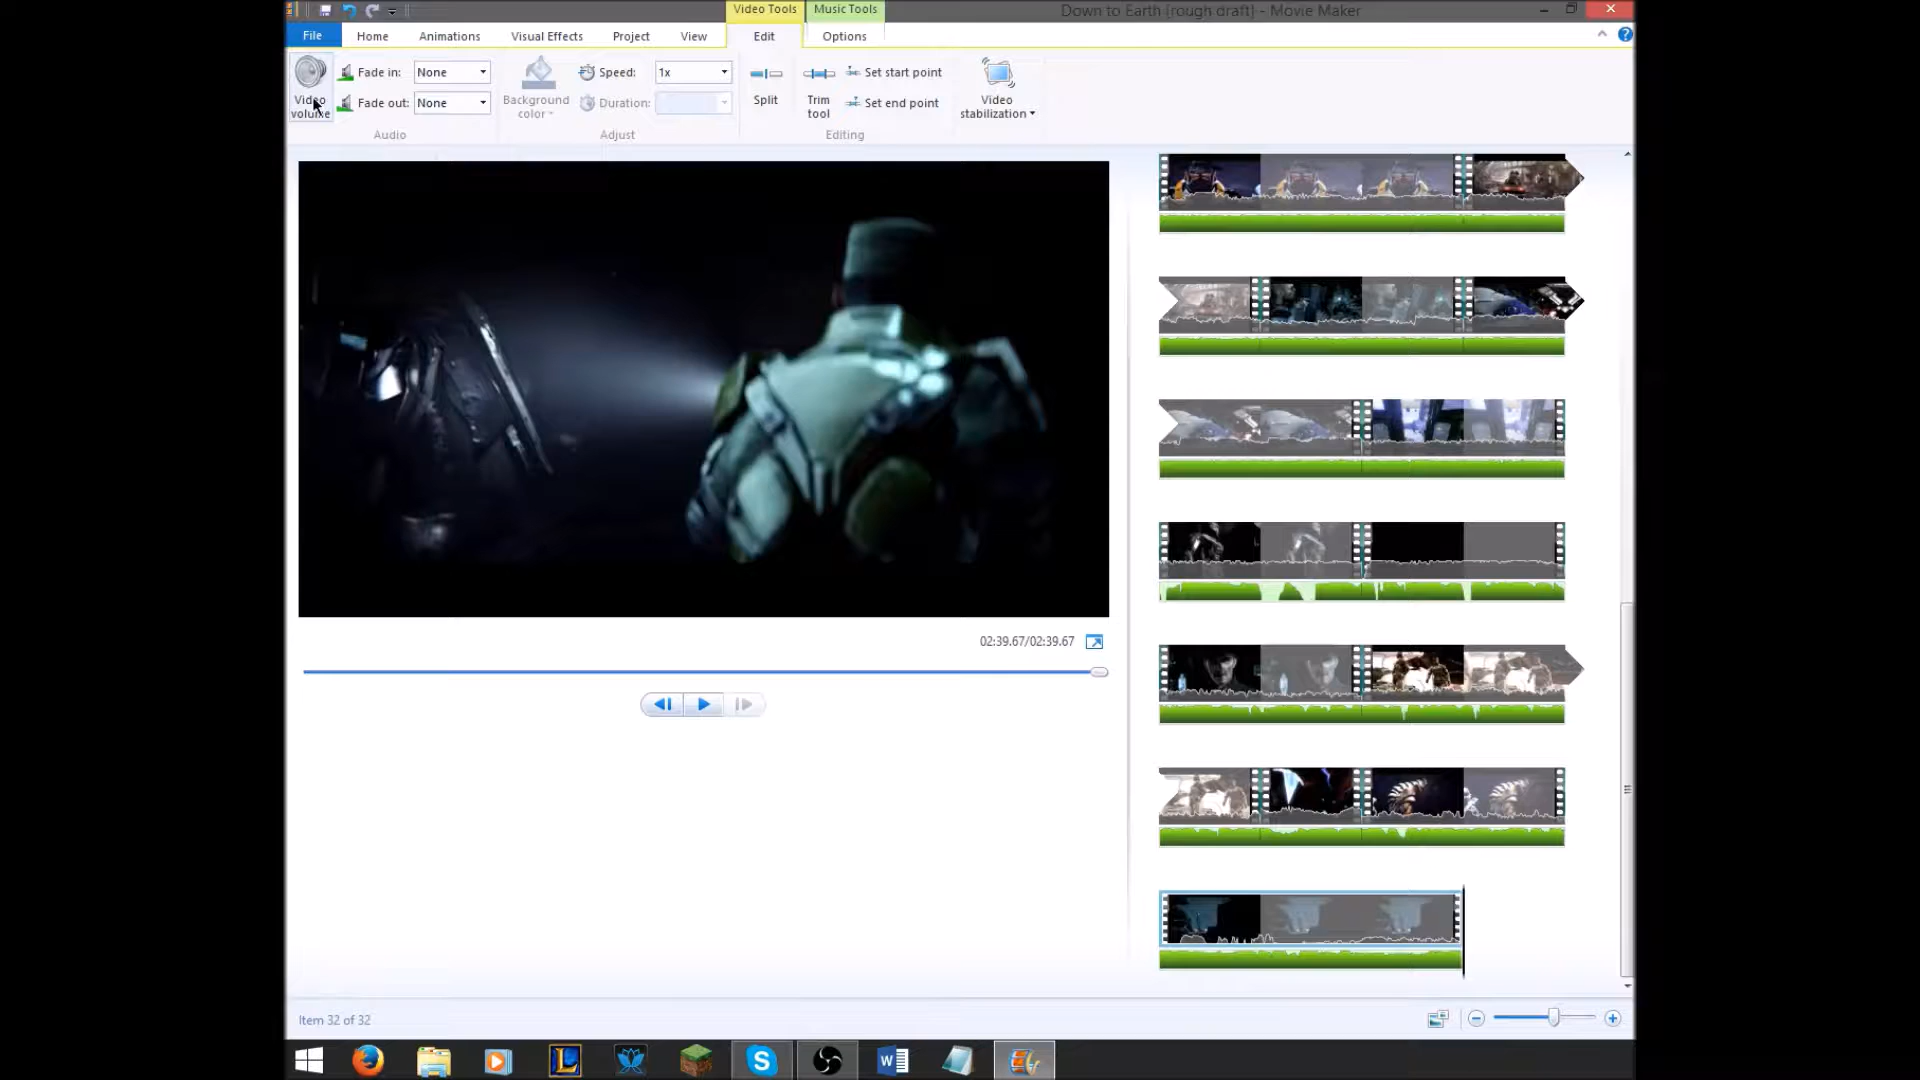 Video Tools Music Tools Down to Earth [rough draft] - Movie Maker
File Home Animations Visual Effects Project View Edit Options
Video volume
Fade in: None
Fade out: None
Audio
Background color
Speed: 1x
Duration:
Adjust
Split
Trim tool
Set start point
Set end point
Editing
Video stabilization
02:39.67/02:39.67
Item 32 of 32